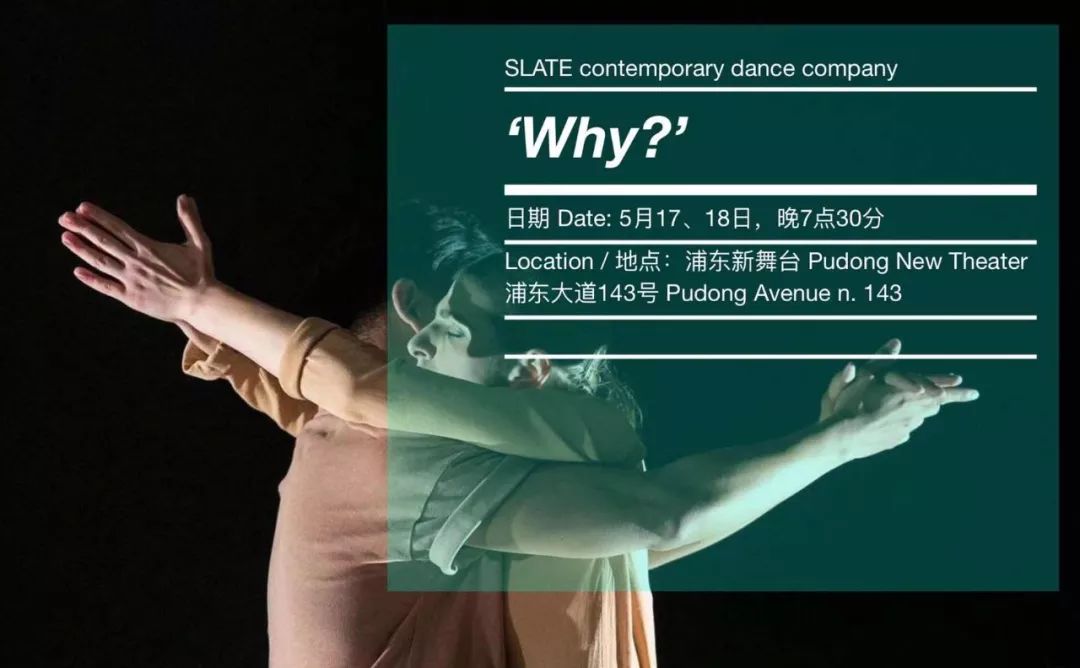 SLATE contemporary dance company
‘Why?’
日期 Date: 5月17、18日，晚7点30分
Location / 地点：浦东新舞台 Pudong New Theater
浦东大道143号 Pudong Avenue n. 143